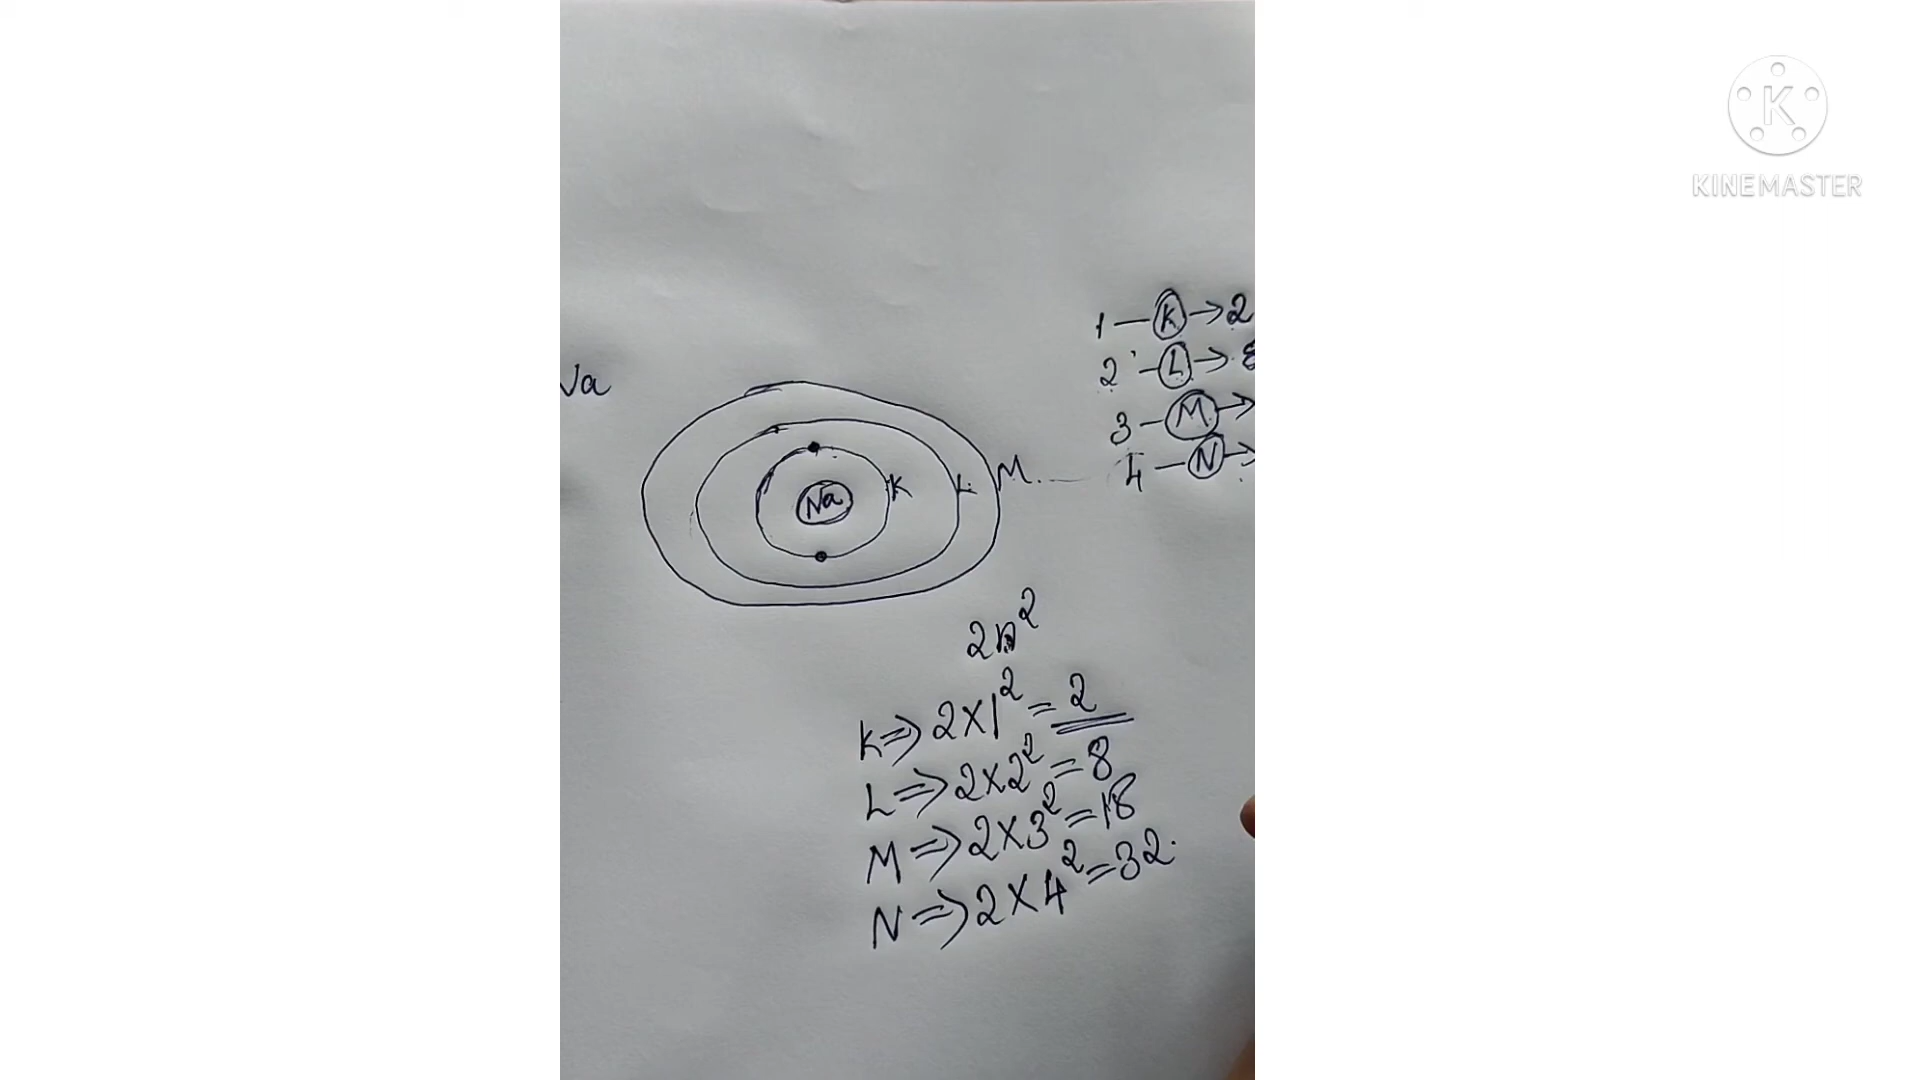 KINEMASTER
1 — K → 2
2 — L → 8
3 — M →
4 — N →
Na
Na K L M
2n²
K ⇒ 2×1² = 2
L ⇒ 2×2² = 8
M ⇒ 2×3² = 18
N ⇒ 2×4² = 32.